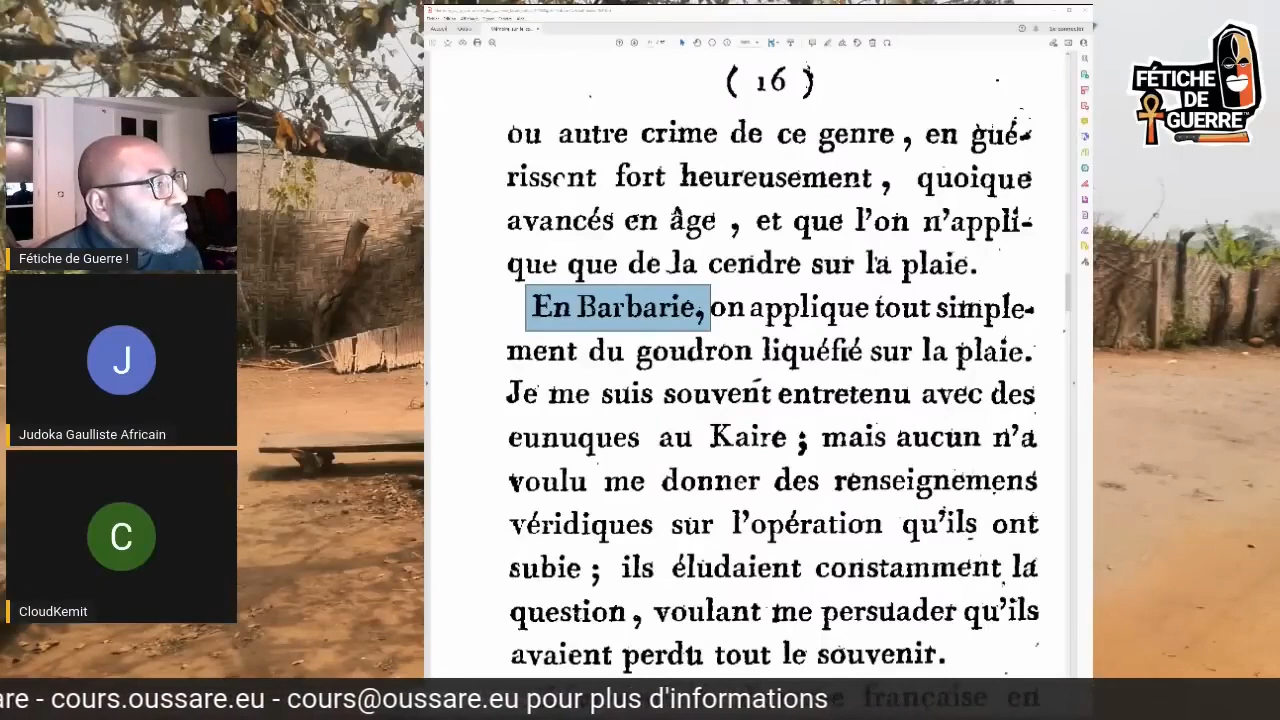 ( 16 )
ou autre crime de ce genre, en gué-
rissent fort heureusement, quoique
avancés en âge, et que l'on n'appli-
que que de la cendre sur la plaie.
En Barbarie, on applique tout simple-
ment du goudron liquéfié sur la plaie.
Je me suis souvent entretenu avec des
eunuques au Kaire; mais aucun n'a
voulu me donner des renseignemens
véridiques sur l'opération qu'ils ont
subie; ils éludaient constamment la
question, voulant me persuader qu'ils
avaient perdu tout le souvenir.
française en
FÉTICHE
DE
GUERRE
Fétiche de Guerre !
J
Judoka Gaulliste Africain
C
CloudKemit
are - cours.oussare.eu - cours@oussare.eu pour plus d'informations